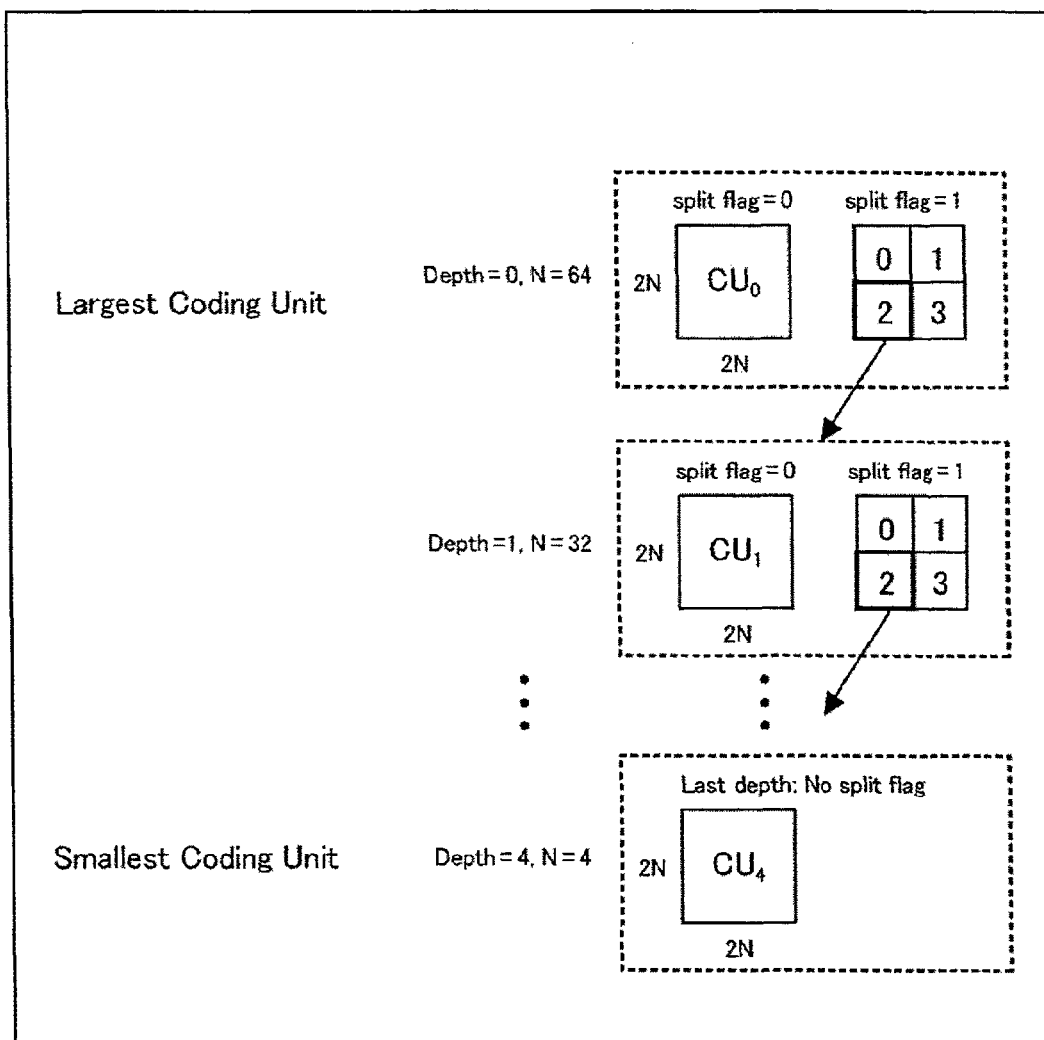 split flag=0 split flag=1
Largest Coding Unit
Depth=0, N=64
2N
CU₀
0 1
2 3
2N
split flag=0 split flag=1
Depth=1, N=32
2N
CU₁
0 1
2 3
2N
Last depth: No split flag
Smallest Coding Unit
Depth=4, N=4
2N
CU₄
2N